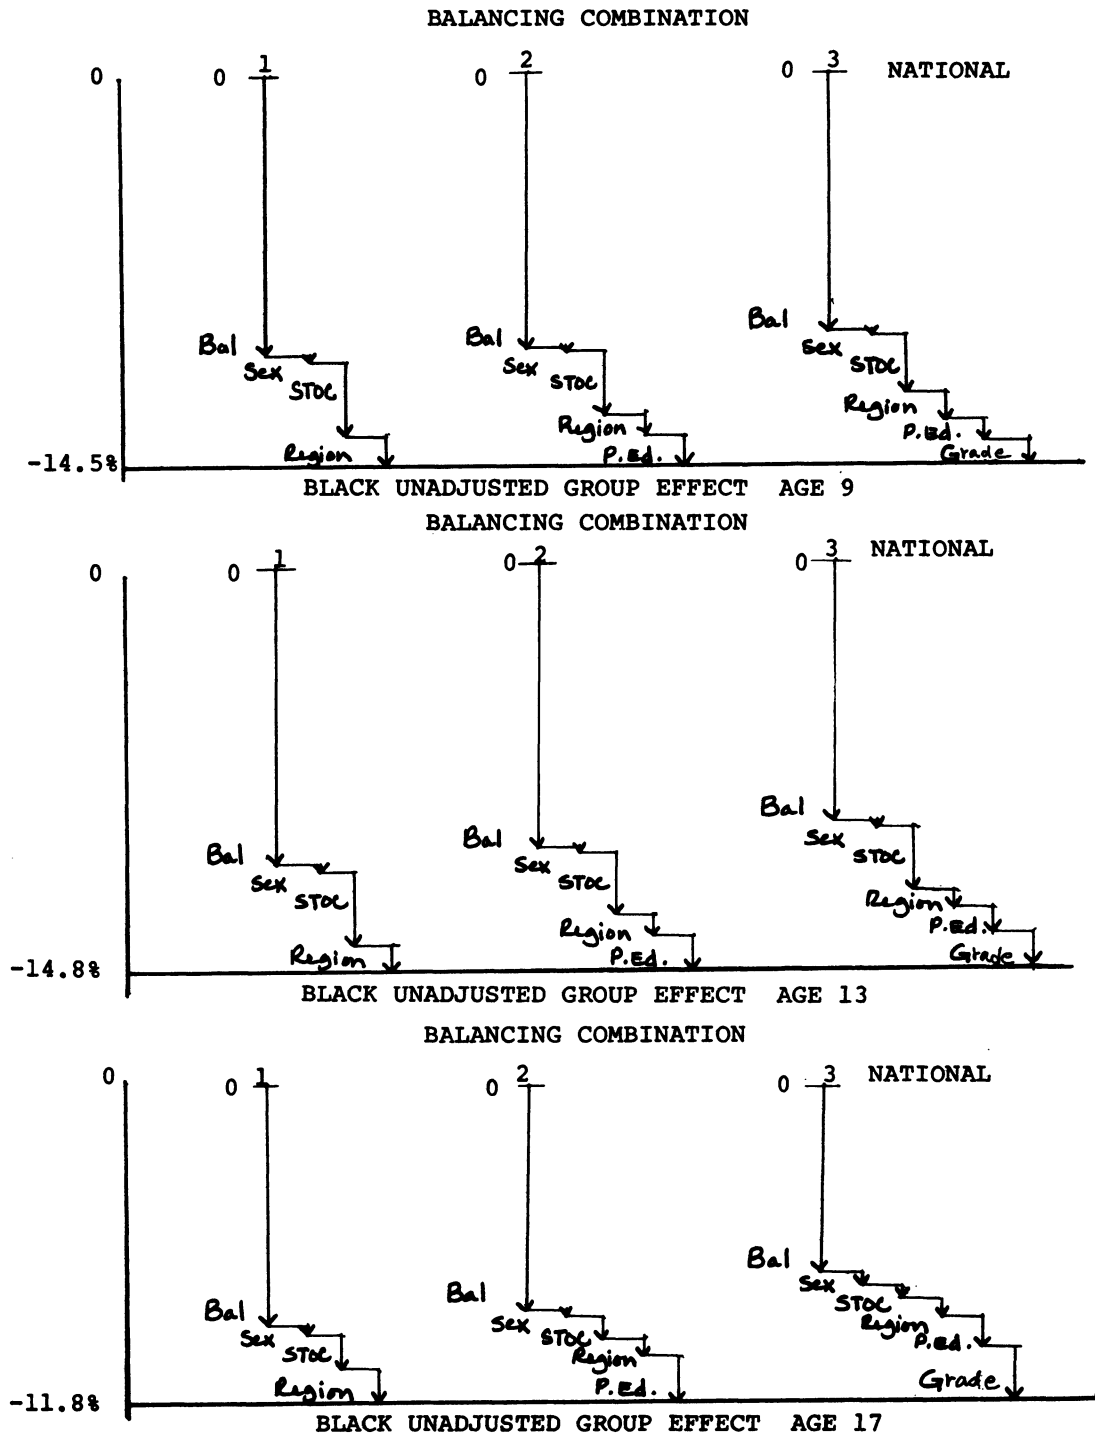 BALANCING COMBINATION
0 0 1 0 2 0 3 NATIONAL
Bal Bal Bal
Sex Sex Sex
STOC STOC STOC
Region Region Region
P.Ed. P.Ed.
Grade
-14.5%
BLACK UNADJUSTED GROUP EFFECT AGE 9
BALANCING COMBINATION
0 0 1 0 2 0 3 NATIONAL
Bal Bal Bal
Sex Sex Sex
STOC STOC STOC
Region Region Region
P.Ed. P.Ed.
Grade
-14.8%
BLACK UNADJUSTED GROUP EFFECT AGE 13
BALANCING COMBINATION
0 0 1 0 2 0 3 NATIONAL
Bal Bal Bal
Sex Sex Sex
STOC STOC STOC
Region Region Region
P.Ed. P.Ed.
Grade
-11.8%
BLACK UNADJUSTED GROUP EFFECT AGE 17